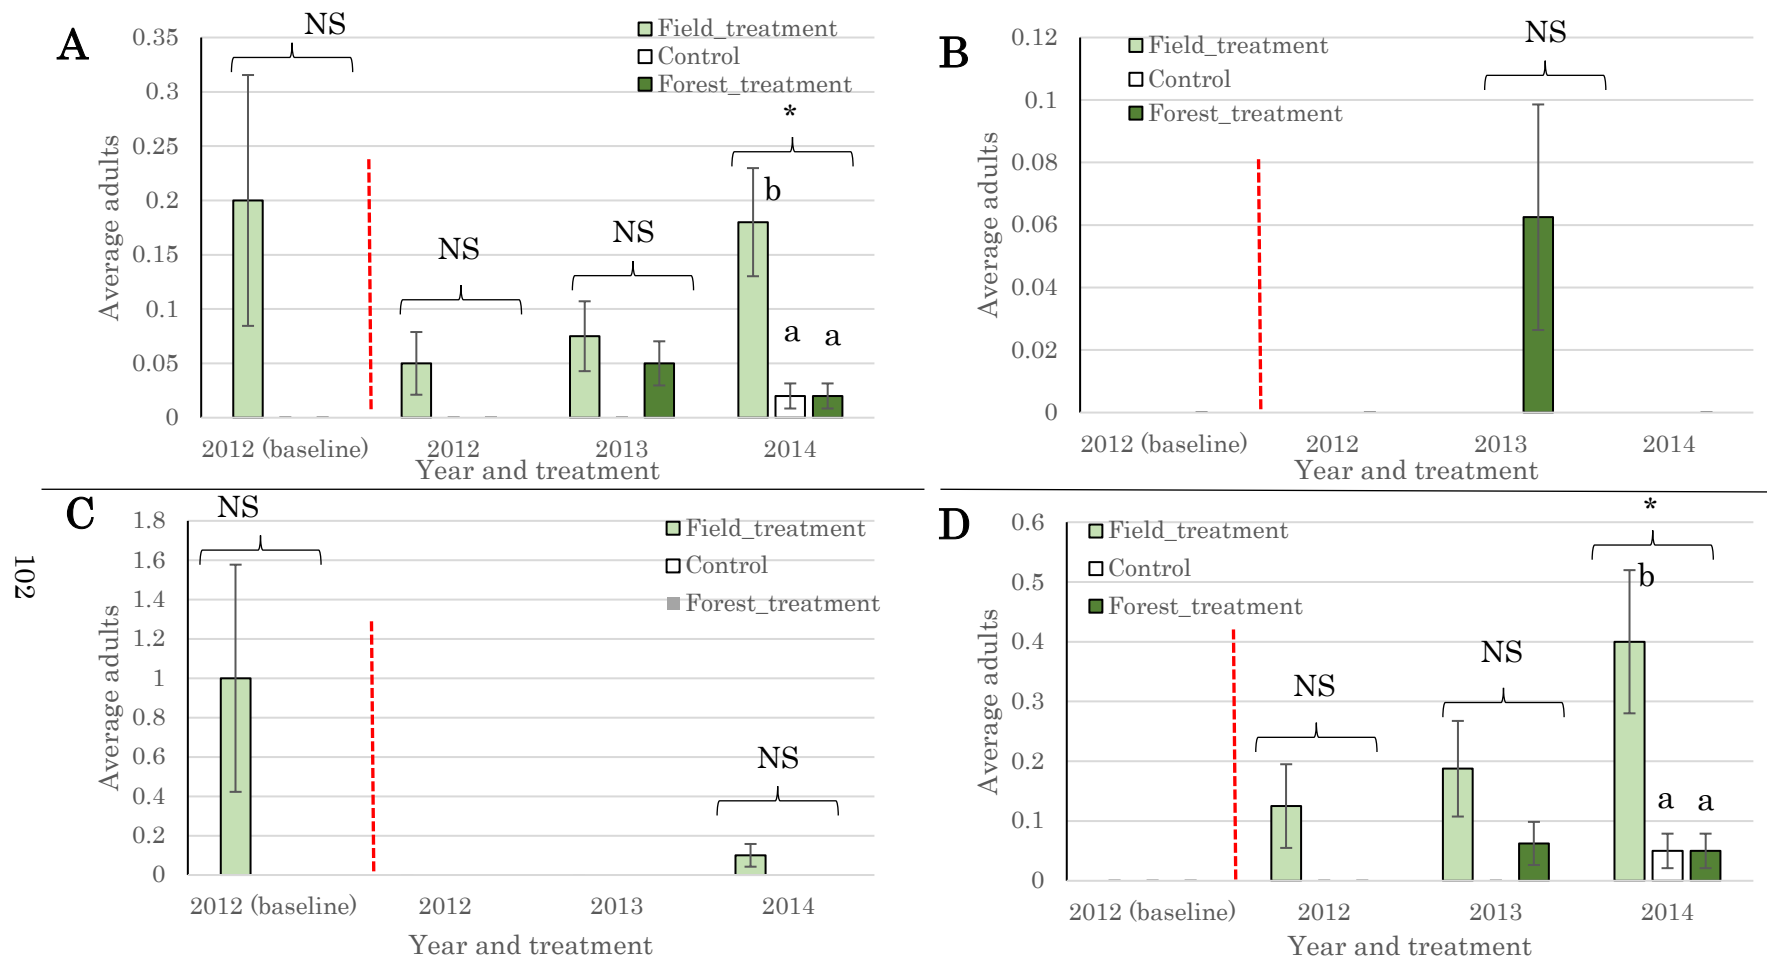 A
NS
Field_treatment
Control
Forest_treatment
*
0.35
0.3
0.25
0.2
0.15
0.1
0.05
0
Average adults
NS
NS
b
a
a
2012 (baseline)
2012
2013
2014
Year and treatment
B
Field_treatment
Control
Forest_treatment
NS
0.12
0.1
0.08
0.06
0.04
0.02
0
Average adults
2012 (baseline)
2012
2013
2014
Year and treatment
C
NS
Field_treatment
Control
Forest_treatment
1.8
1.6
1.4
1.2
1
0.8
0.6
0.4
0.2
0
Average adults
NS
2012 (baseline)
2012
2013
2014
Year and treatment
D
Field_treatment
Control
Forest_treatment
*
0.6
0.5
0.4
0.3
0.2
0.1
0
Average adults
NS
NS
b
a
a
2012 (baseline)
2012
2013
2014
Year and treatment
102